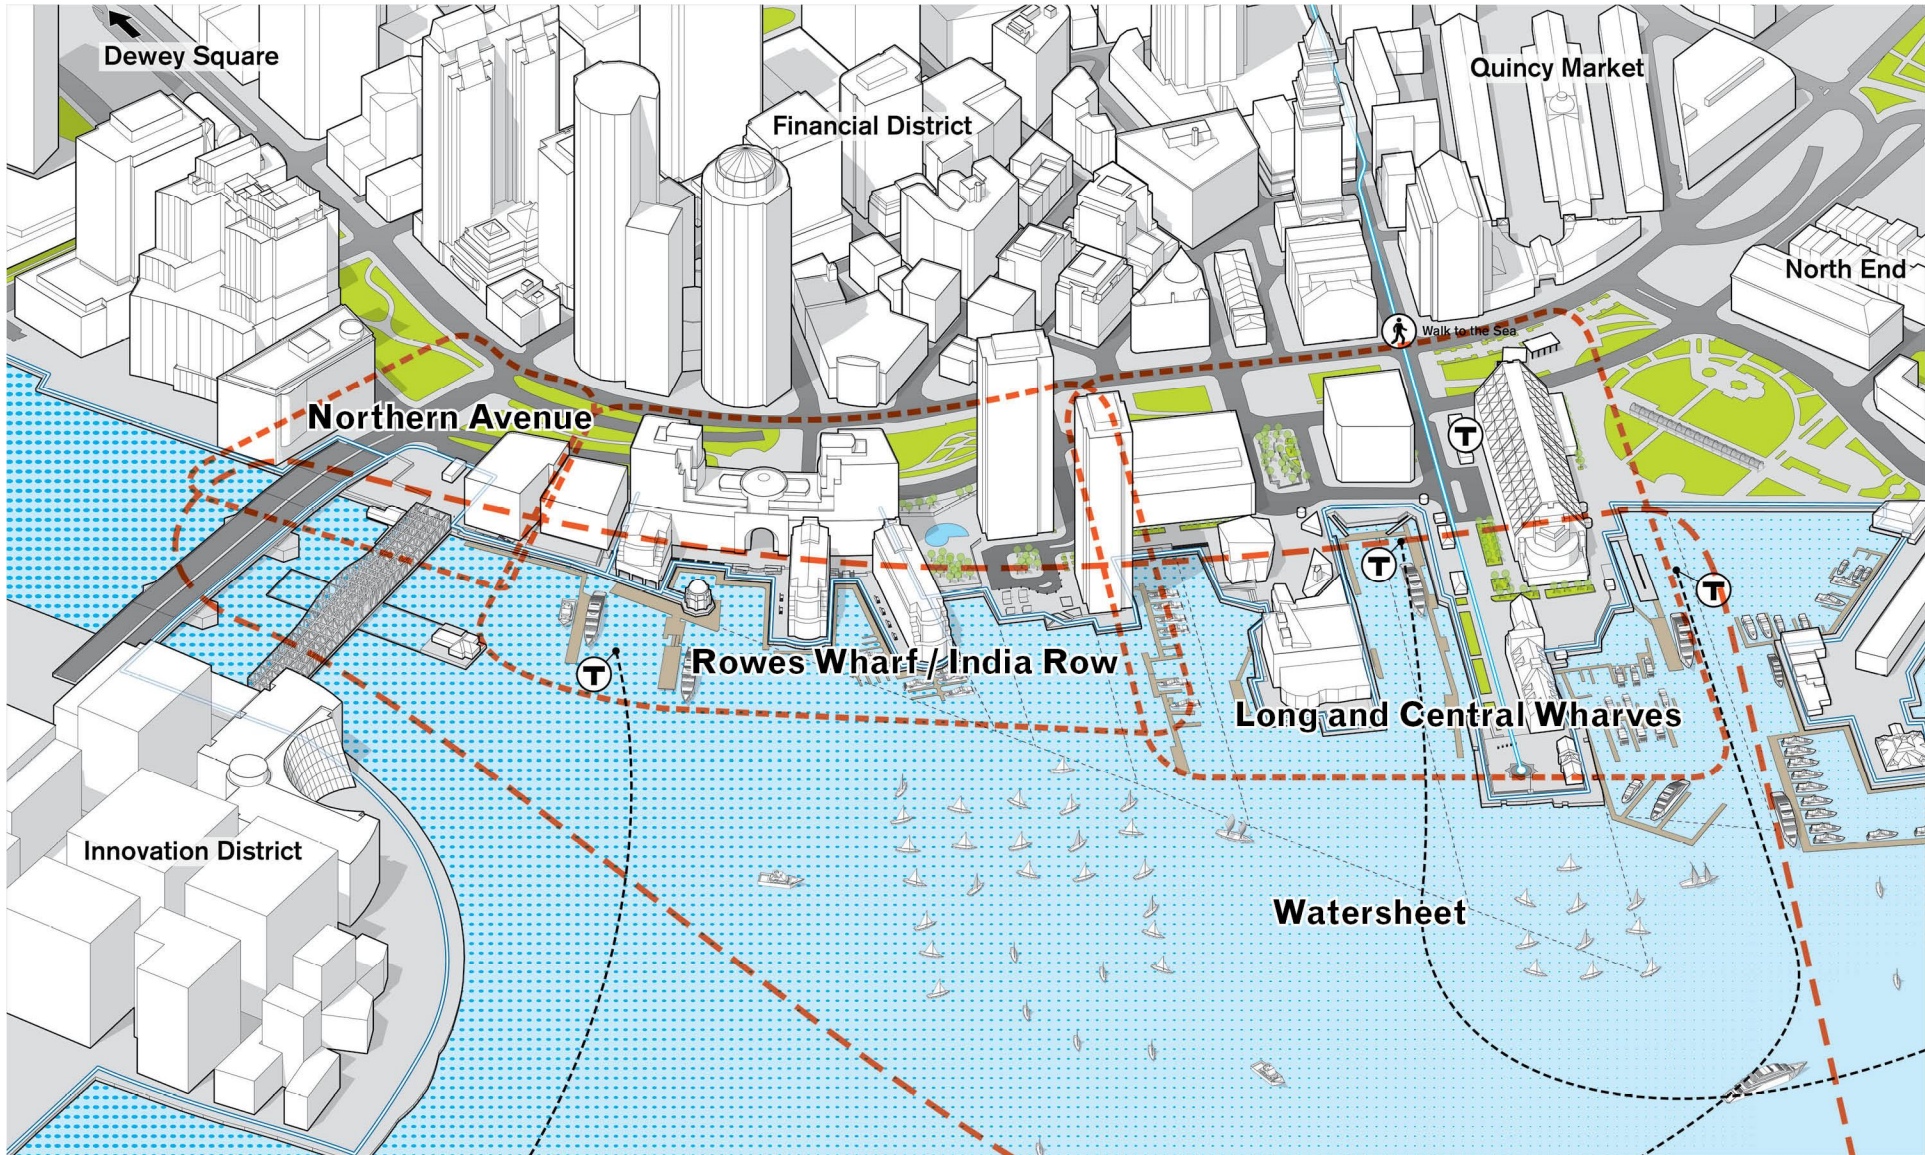 Dewey Square
Quincy Market
Financial District
North End
Walk to the Sea
Northern Avenue
T
T
T
T
Rowes Wharf / India Row
Long and Central Wharves
Innovation District
Watersheet